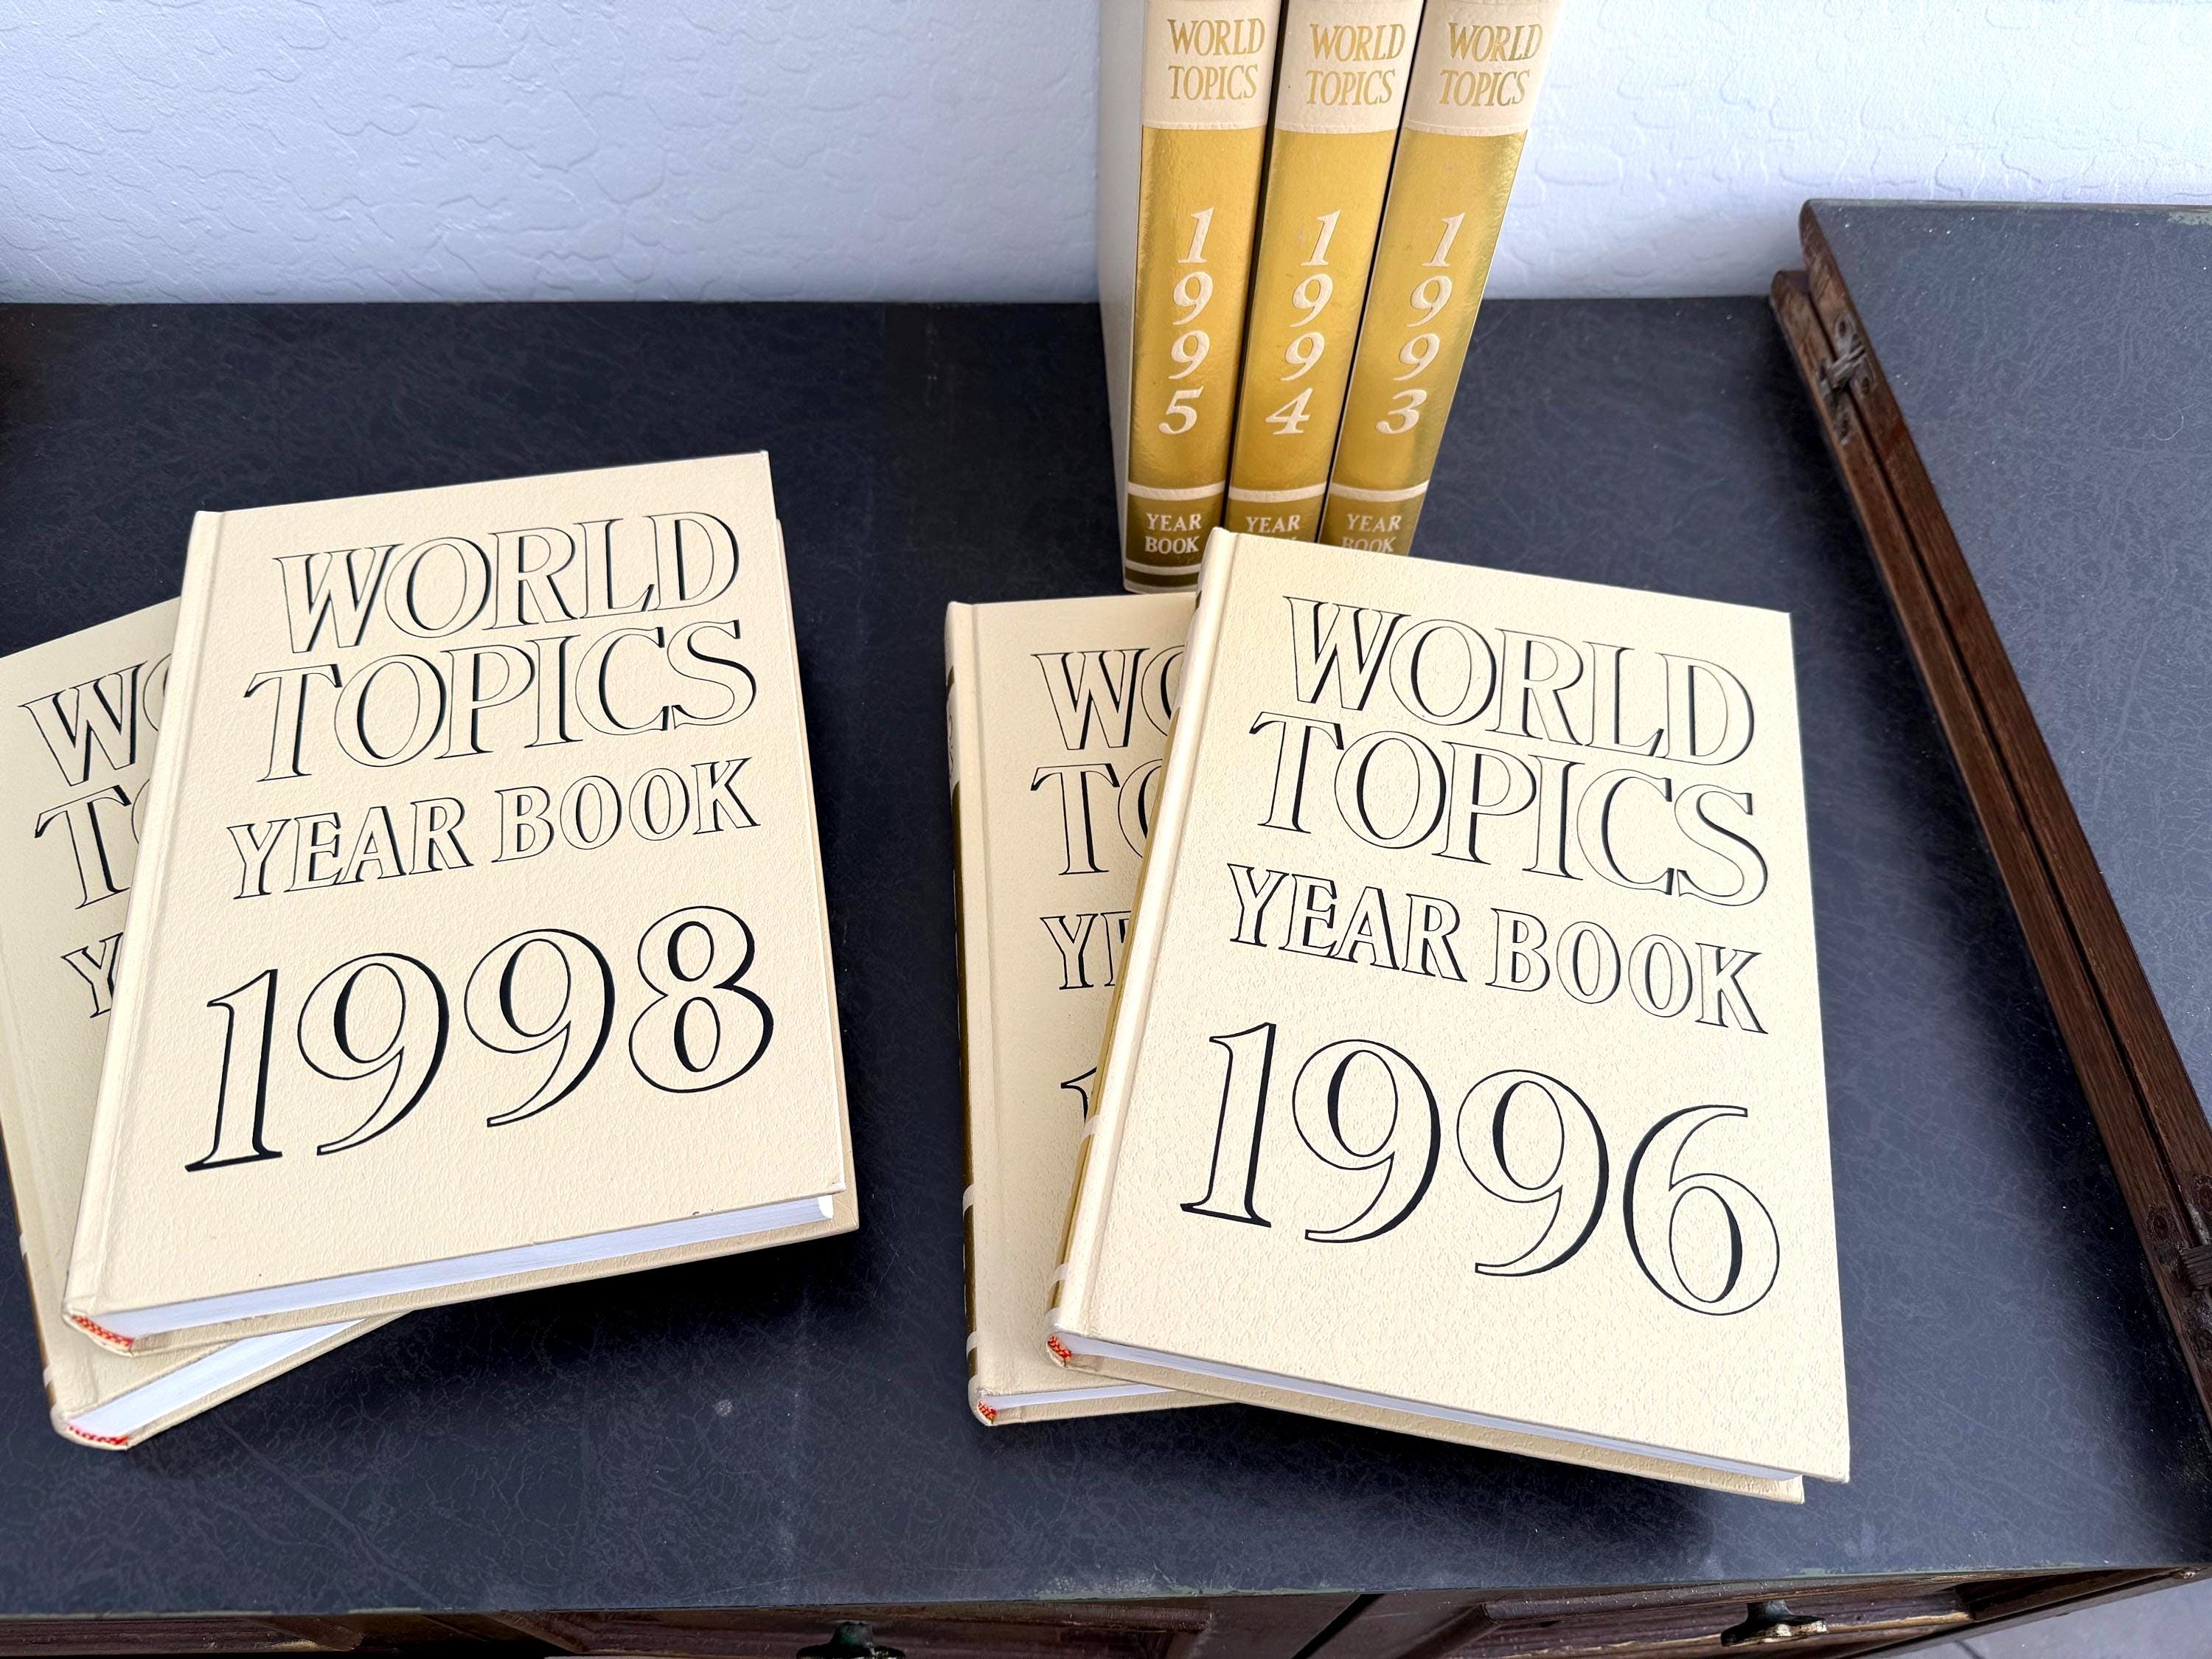 WORLD
TOPICS
1995
YEAR
BOOK
WORLD
TOPICS
1994
YEAR
WORLD
TOPICS
1993
YEAR
BOOK
WORLD
TOPICS
YEAR BOOK
1998
WORLD
TOPICS
YEAR BOOK
1996